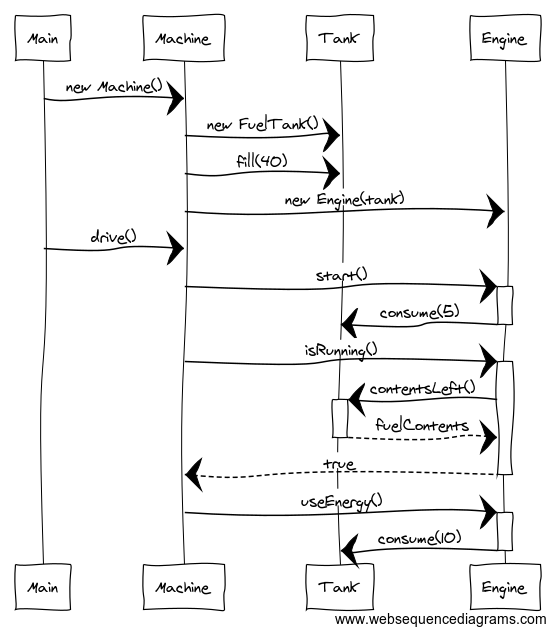 Main
Machine
Tank
Engine
new Machine()
new FuelTank()
fill(40)
new Engine(tank)
drive()
start()
consume(5)
isRunning()
contentsLeft()
fuelContents
true
useEnergy()
consume(10)
Main
Machine
Tank
Engine
www.websequencediagrams.com